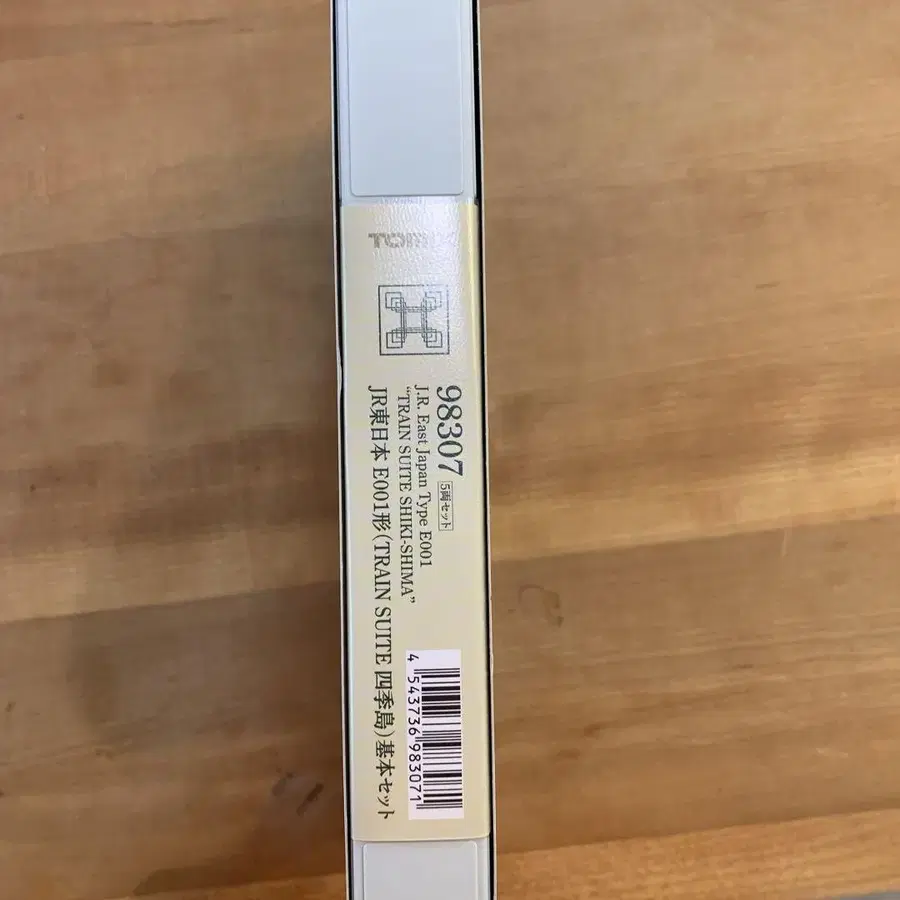 98307 5両セット
J.R. East Japan Type E001
“TRAIN SUITE SHIKI-SHIMA”
JR東日本 E001形(TRAIN SUITE 四季島)基本セット
4 543736 983071